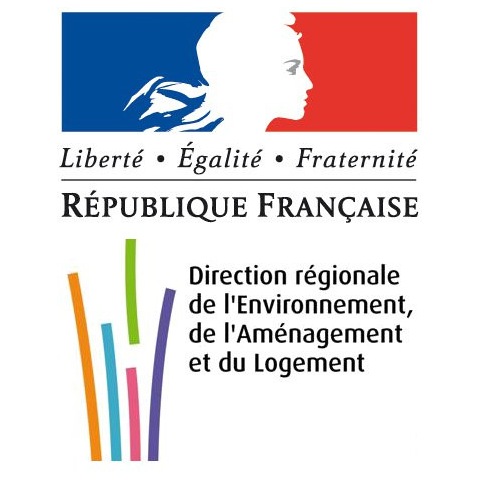 Liberté • Égalité • Fraternité
RÉPUBLIQUE FRANÇAISE
Direction régionale
de l'Environnement,
de l'Aménagement
et du Logement